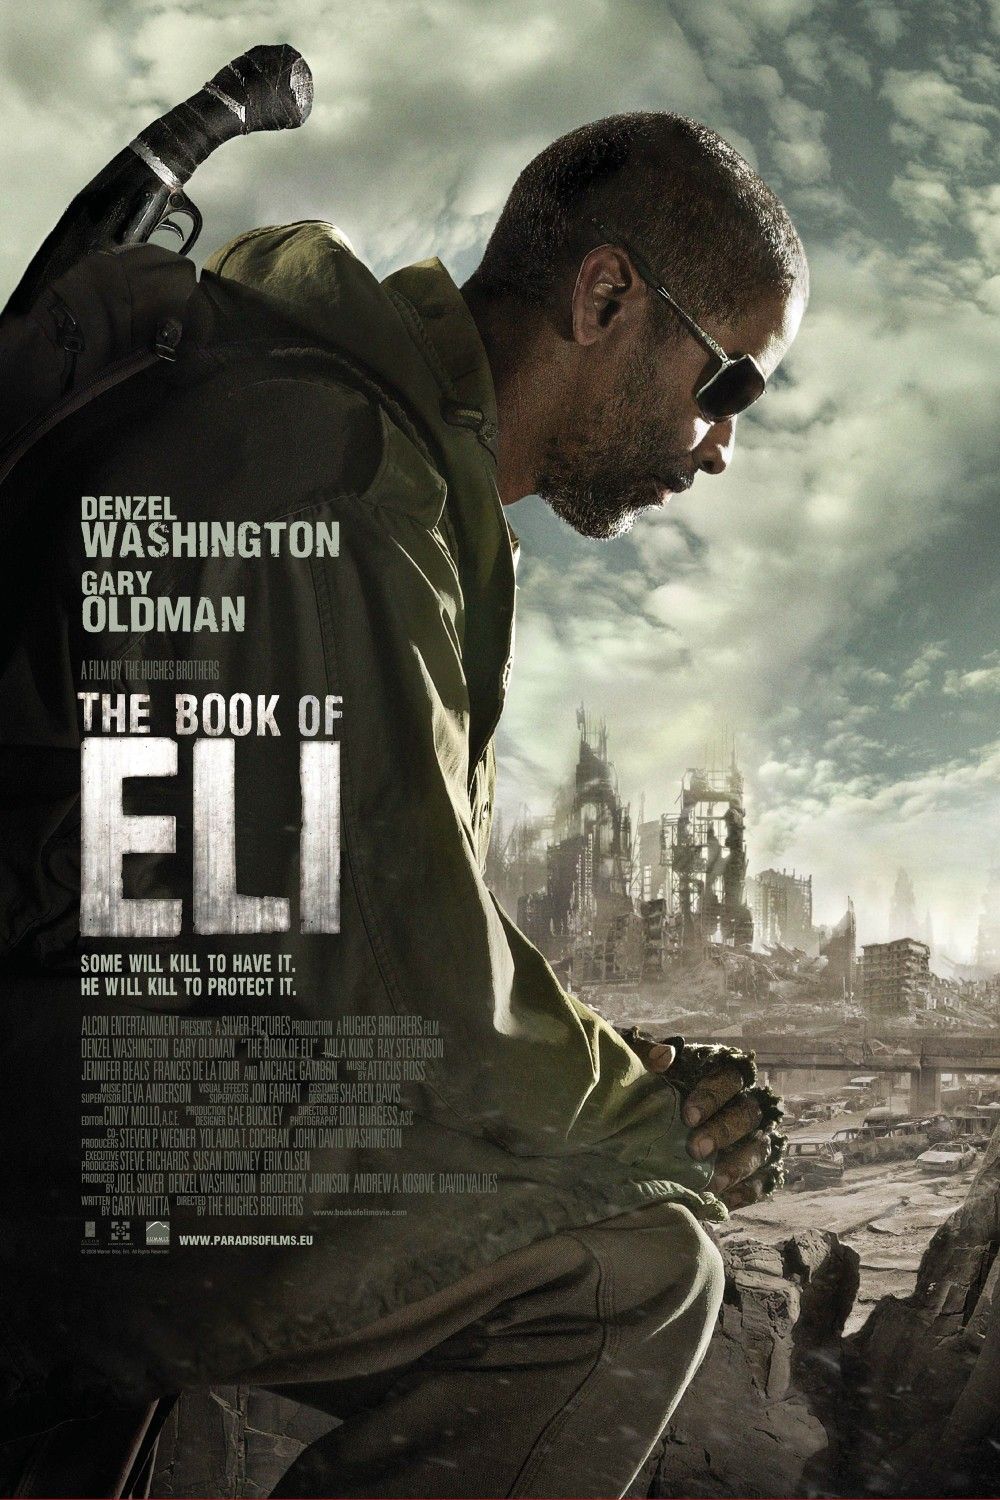 DENZEL
WASHINGTON
GARY
OLDMAN
A FILM BY THE HUGHES BROTHERS
THE BOOK OF
ELI
SOME WILL KILL TO HAVE IT.
HE WILL KILL TO PROTECT IT.
ALCON ENTERTAINMENT PRESENTS A SILVER PICTURES PRODUCTION A HUGHES BROTHERS FILM
DENZEL WASHINGTON GARY OLDMAN "THE BOOK OF ELI" MILA KUNIS RAY STEVENSON
JENNIFER BEALS FRANCES DE LA TOUR AND MICHAEL GAMBON MUSIC BY ATTICUS ROSS
MUSIC SUPERVISOR DEVA ANDERSON VISUAL EFFECTS SUPERVISOR JON FARHAT COSTUME DESIGNER SHAREN DAVIS
EDITOR CINDY MOLLO, A.C.E. PRODUCTION DESIGNER GAE BUCKLEY DIRECTOR OF PHOTOGRAPHY DON BURGESS, ASC
CO-PRODUCERS STEVEN P. WEGNER YOLANDA T. COCHRAN JOHN DAVID WASHINGTON
EXECUTIVE PRODUCERS STEVE RICHARDS SUSAN DOWNEY ERIK OLSEN
PRODUCED BY JOEL SILVER DENZEL WASHINGTON BRODERICK JOHNSON ANDREW A. KOSOVE DAVID VALDES
WRITTEN BY GARY WHITTA DIRECTED BY THE HUGHES BROTHERS www.bookofelimovie.com
SUMMIT WWW.PARADISOFILMS.EU